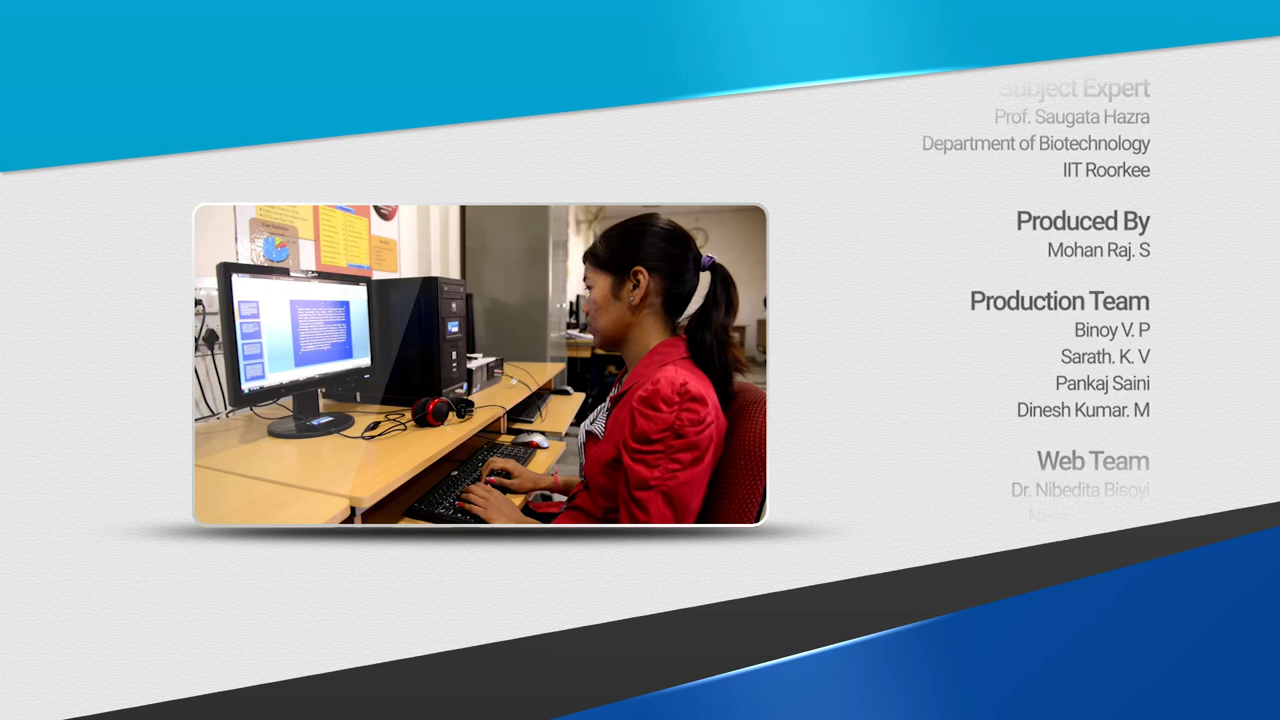 Subject Expert
Prof. Saugata Hazra
Department of Biotechnology
IIT Roorkee
Produced By
Mohan Raj. S
Production Team
Binoy V. P
Sarath. K. V
Pankaj Saini
Dinesh Kumar. M
Web Team
Dr. Nibedita Bisoyi